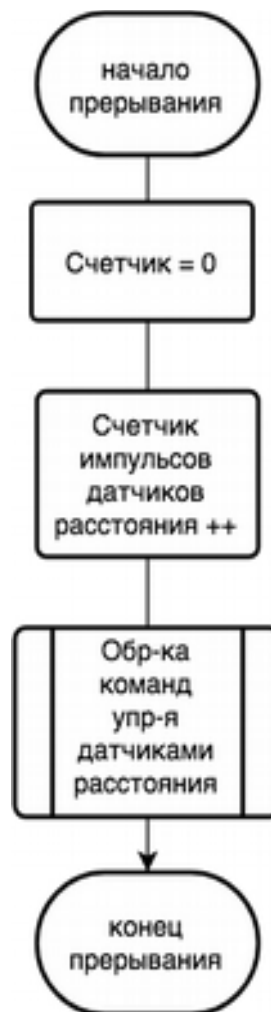 начало
прерывания
Счетчик = 0
Счетчик
импульсов
датчиков
расстояния ++
Обр-ка
команд
упр-я
датчиками
расстояния
конец
прерывания